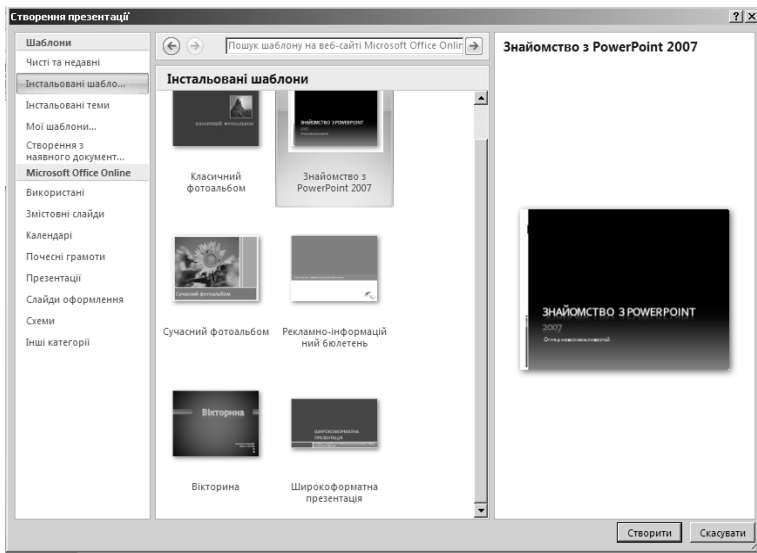 Створення презентації
Шаблони
Чисті та недавні
Інстальовані шабло...
Інстальовані теми
Мої шаблони...
Створення з
наявного документ...
Microsoft Office Online
Використані
Змістовні слайди
Календарі
Почесні грамоти
Презентації
Слайди оформлення
Схеми
Інші категорії
Пошук шаблону на веб-сайті Microsoft Office Onlin
Інстальовані шаблони
КЛАСИЧНИЙ ФОТОАЛЬБОМ
Класичний
фотоальбом
ЗНАЙОМСТВО З POWERPOINT
2007
Знайомство з
PowerPoint 2007
Сучасний фотоальбом
Сучасний фотоальбом
Рекламно-інформацій
ний бюлетень
Вікторина
Вікторина
ШИРОКОФОРМАТНА
ПРЕЗЕНТАЦІЯ
Широкоформатна
презентація
Знайомство з PowerPoint 2007
ЗНАЙОМСТВО З POWERPOINT
2007
Огляд нових можливостей
Створити
Скасувати